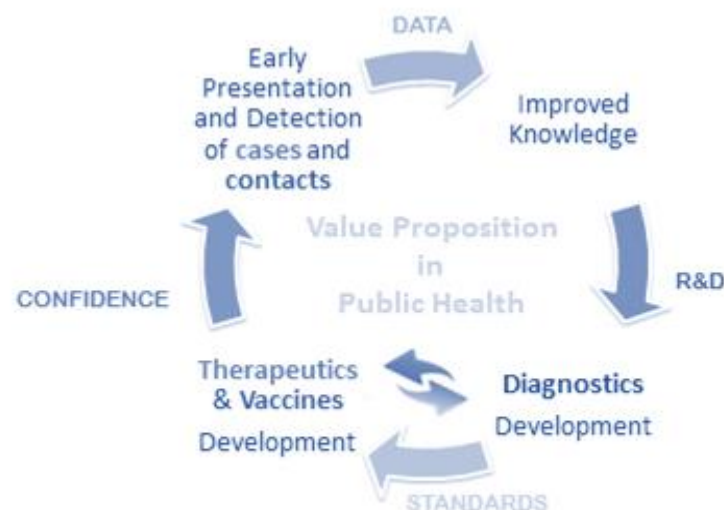 DATA
Early
Presentation
and Detection
of cases and
contacts
Improved
Knowledge
Value Proposition
in
Public Health
CONFIDENCE
R&D
Therapeutics
& Vaccines
Development
Diagnostics
Development
STANDARDS